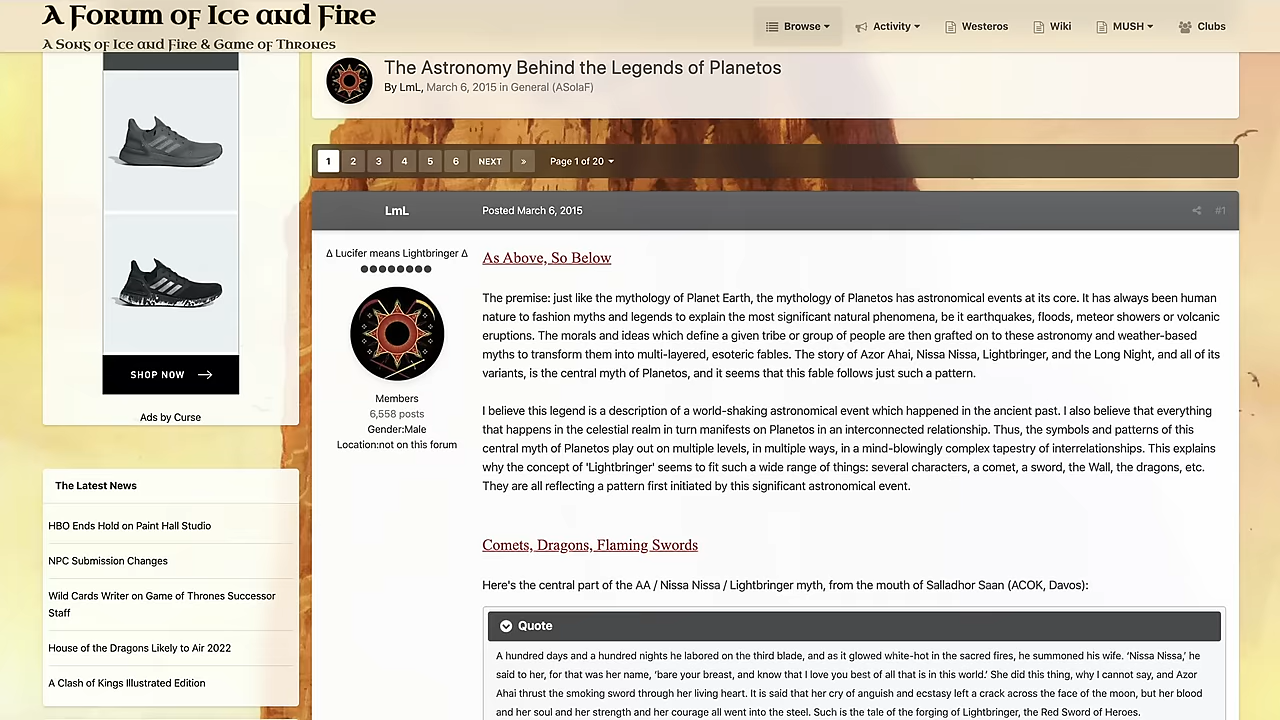 A Forum of Ice and Fire
A Song of Ice and Fire & Game of Thrones
Browse
Activity
Westeros
Wiki
MUSH
Clubs
The Astronomy Behind the Legends of Planetos
By LmL, March 6, 2015 in General (ASoIaF)
1 2 3 4 5 6 NEXT » Page 1 of 20
LmL
Posted March 6, 2015
#1
Δ Lucifer means Lightbringer Δ
Members
6,558 posts
Gender:Male
Location:not on this forum
As Above, So Below
The premise: just like the mythology of Planet Earth, the mythology of Planetos has astronomical events at its core. It has always been human
nature to fashion myths and legends to explain the most significant natural phenomena, be it earthquakes, floods, meteor showers or volcanic
eruptions. The morals and ideas which define a given tribe or group of people are then grafted on to these astronomy and weather-based
myths to transform them into multi-layered, esoteric fables. The story of Azor Ahai, Nissa Nissa, Lightbringer, and the Long Night, and all of its
variants, is the central myth of Planetos, and it seems that this fable follows just such a pattern.
I believe this legend is a description of a world-shaking astronomical event which happened in the ancient past. I also believe that everything
that happens in the celestial realm in turn manifests on Planetos in an interconnected relationship. Thus, the symbols and patterns of this
central myth of Planetos play out on multiple levels, in multiple ways, in a mind-blowingly complex tapestry of interrelationships. This explains
why the concept of 'Lightbringer' seems to fit such a wide range of things: several characters, a comet, a sword, the Wall, the dragons, etc.
They are all reflecting a pattern first initiated by this significant astronomical event.
Comets, Dragons, Flaming Swords
Here's the central part of the AA / Nissa Nissa / Lightbringer myth, from the mouth of Salladhor Saan (ACOK, Davos):
Quote
A hundred days and a hundred nights he labored on the third blade, and as it glowed white-hot in the sacred fires, he summoned his wife. ‘Nissa Nissa,’ he
said to her, for that was her name, ‘bare your breast, and know that I love you best of all that is in this world.’ She did this thing, why I cannot say, and Azor
Ahai thrust the smoking sword through her living heart. It is said that her cry of anguish and ecstasy left a crack across the face of the moon, but her blood
and her soul and her strength and her courage all went into the steel. Such is the tale of the forging of Lightbringer, the Red Sword of Heroes.
SHOP NOW
Ads by Curse
The Latest News
HBO Ends Hold on Paint Hall Studio
NPC Submission Changes
Wild Cards Writer on Game of Thrones Successor
Staff
House of the Dragons Likely to Air 2022
A Clash of Kings Illustrated Edition